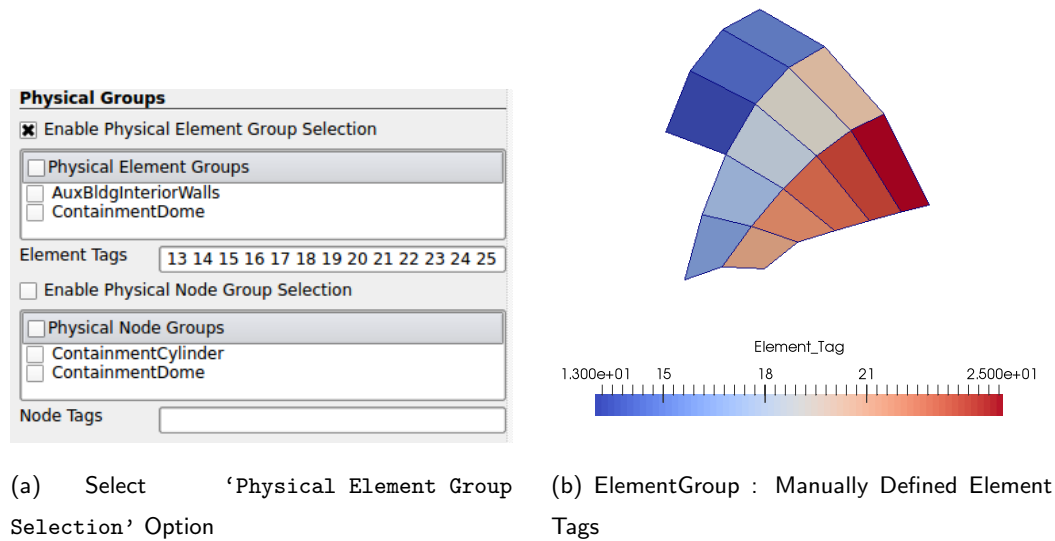 Physical Groups
Enable Physical Element Group Selection
Physical Element Groups
AuxBldgInteriorWalls
ContainmentDome
Element Tags
13 14 15 16 17 18 19 20 21 22 23 24 25
Enable Physical Node Group Selection
Physical Node Groups
ContainmentCylinder
ContainmentDome
Node Tags
Element_Tag
1.300e+01 15 18 21 2.500e+01
(a) Select ‘Physical Element Group
Selection’ Option
(b) ElementGroup : Manually Defined Element
Tags